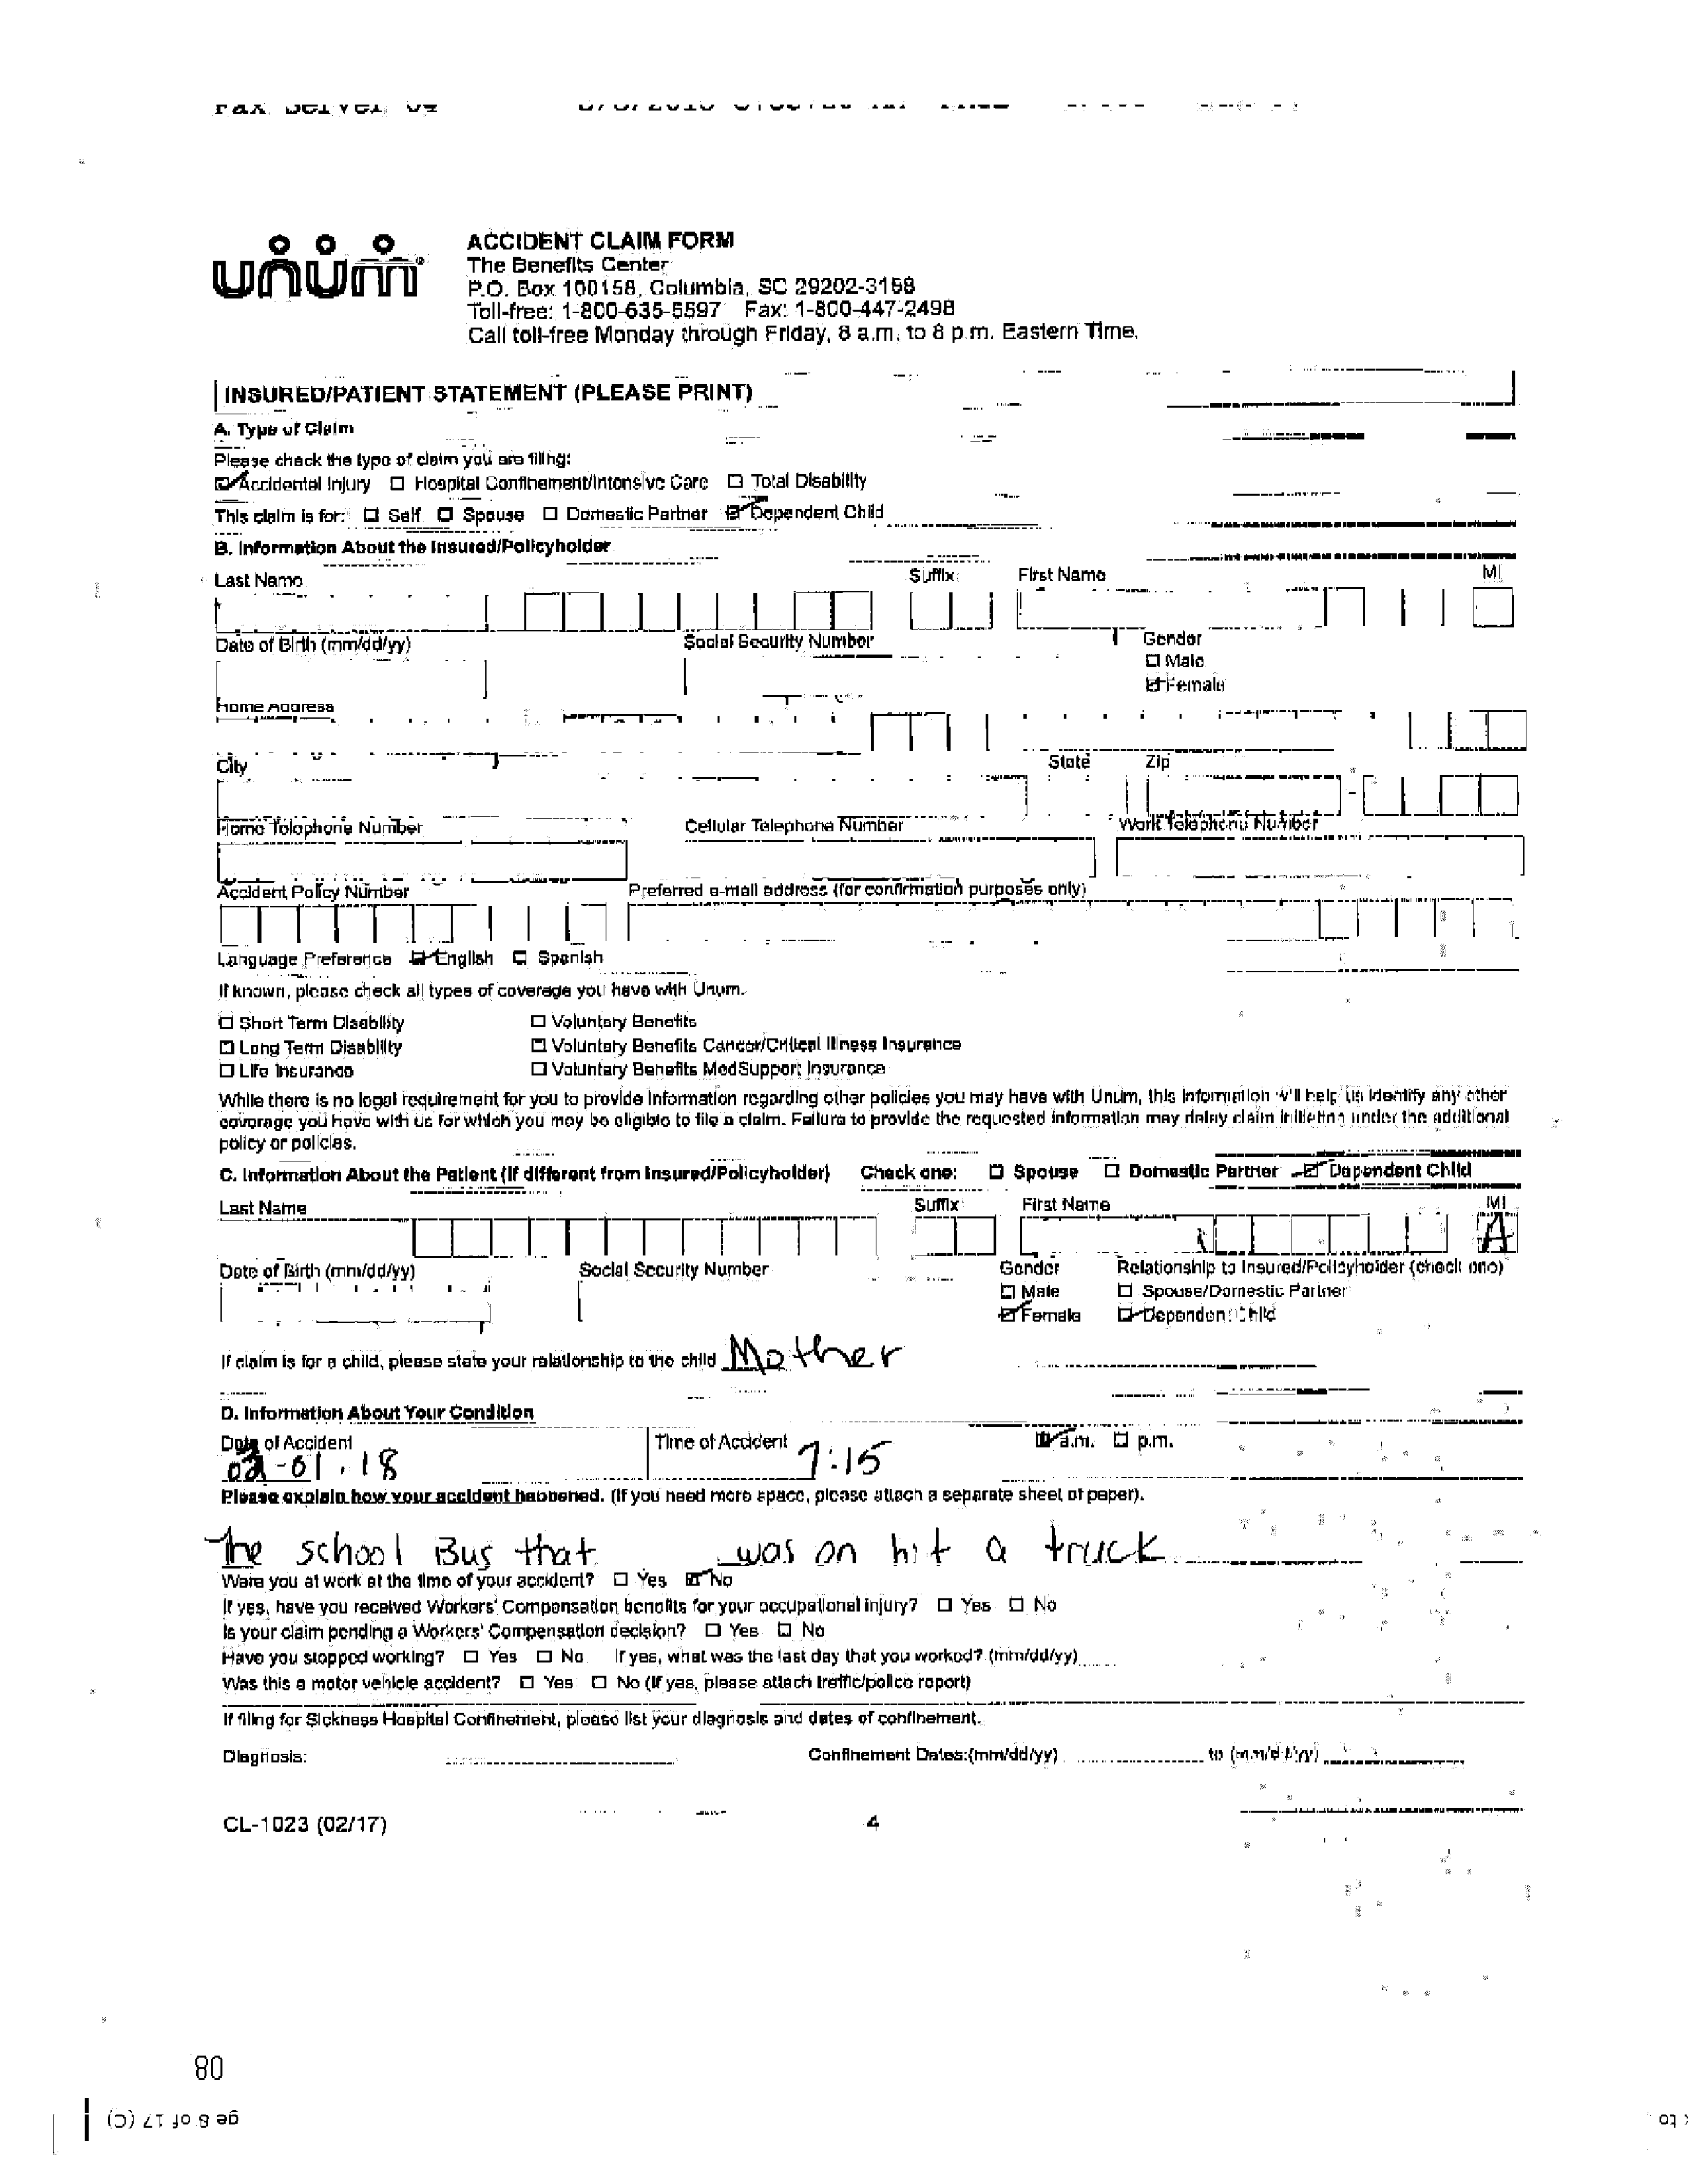 Fax Server
unum
ACCIDENT CLAIM FORM
The Benefits Center
P.O. Box 100158, Columbia, SC 29202-3158
Toll-free: 1-800-635-5597 Fax: 1-800-447-2498
Call toll-free Monday through Friday, 8 a.m. to 8 p.m. Eastern Time.
INSURED/PATIENT STATEMENT (PLEASE PRINT)
A. Type of Claim
Please check the type of claim you are filing:
☑ Accidental Injury ☐ Hospital Confinement/Intensive Care ☐ Total Disability
This claim is for: ☐ Self ☐ Spouse ☐ Domestic Partner ☑ Dependent Child
B. Information About the Insured/Policyholder
Last Name Suffix First Name MI
Date of Birth (mm/dd/yy) Social Security Number Gender
☐ Male
☑ Female
Home Address
City State Zip
Home Telephone Number Cellular Telephone Number Work Telephone Number
Accident Policy Number Preferred e-mail address (for confirmation purposes only)
Language Preference ☑ English ☐ Spanish
If known, please check all types of coverage you have with Unum.
☐ Short Term Disability ☐ Voluntary Benefits
☐ Long Term Disability ☐ Voluntary Benefits Cancer/Critical Illness Insurance
☐ Life Insurance ☐ Voluntary Benefits MedSupport Insurance
While there is no legal requirement for you to provide information regarding other policies you may have with Unum, this information will help us identify any other
coverage you have with us for which you may be eligible to file a claim. Failure to provide the requested information may delay claim initiating under the additional
policy or policies.
C. Information About the Patient (If different from Insured/Policyholder) Check one: ☐ Spouse ☐ Domestic Partner ☑ Dependent Child
Last Name Suffix First Name MI
A
Date of Birth (mm/dd/yy) Social Security Number Gender Relationship to Insured/Policyholder (check one)
☐ Male ☐ Spouse/Domestic Partner
☑ Female ☑ Dependent Child
If claim is for a child, please state your relationship to the child Mother
D. Information About Your Condition
Date of Accident Time of Accident ☑ a.m. ☐ p.m.
02-01-18 7:15
Please explain how your accident happened. (If you need more space, please attach a separate sheet of paper).
The school Bus that was on hit a truck
Were you at work at the time of your accident? ☐ Yes ☑ No
If yes, have you received Workers' Compensation benefits for your occupational injury? ☐ Yes ☐ No
Is your claim pending a Workers' Compensation decision? ☐ Yes ☐ No
Have you stopped working? ☐ Yes ☐ No If yes, what was the last day that you worked? (mm/dd/yy)
Was this a motor vehicle accident? ☐ Yes ☐ No (If yes, please attach traffic/police report)
If filing for Sickness Hospital Confinement, please list your diagnosis and dates of confinement.
Diagnosis: Confinement Dates:(mm/dd/yy) to (mm/dd/yy)
CL-1023 (02/17) 4
80
ge 8 of 17 (C)